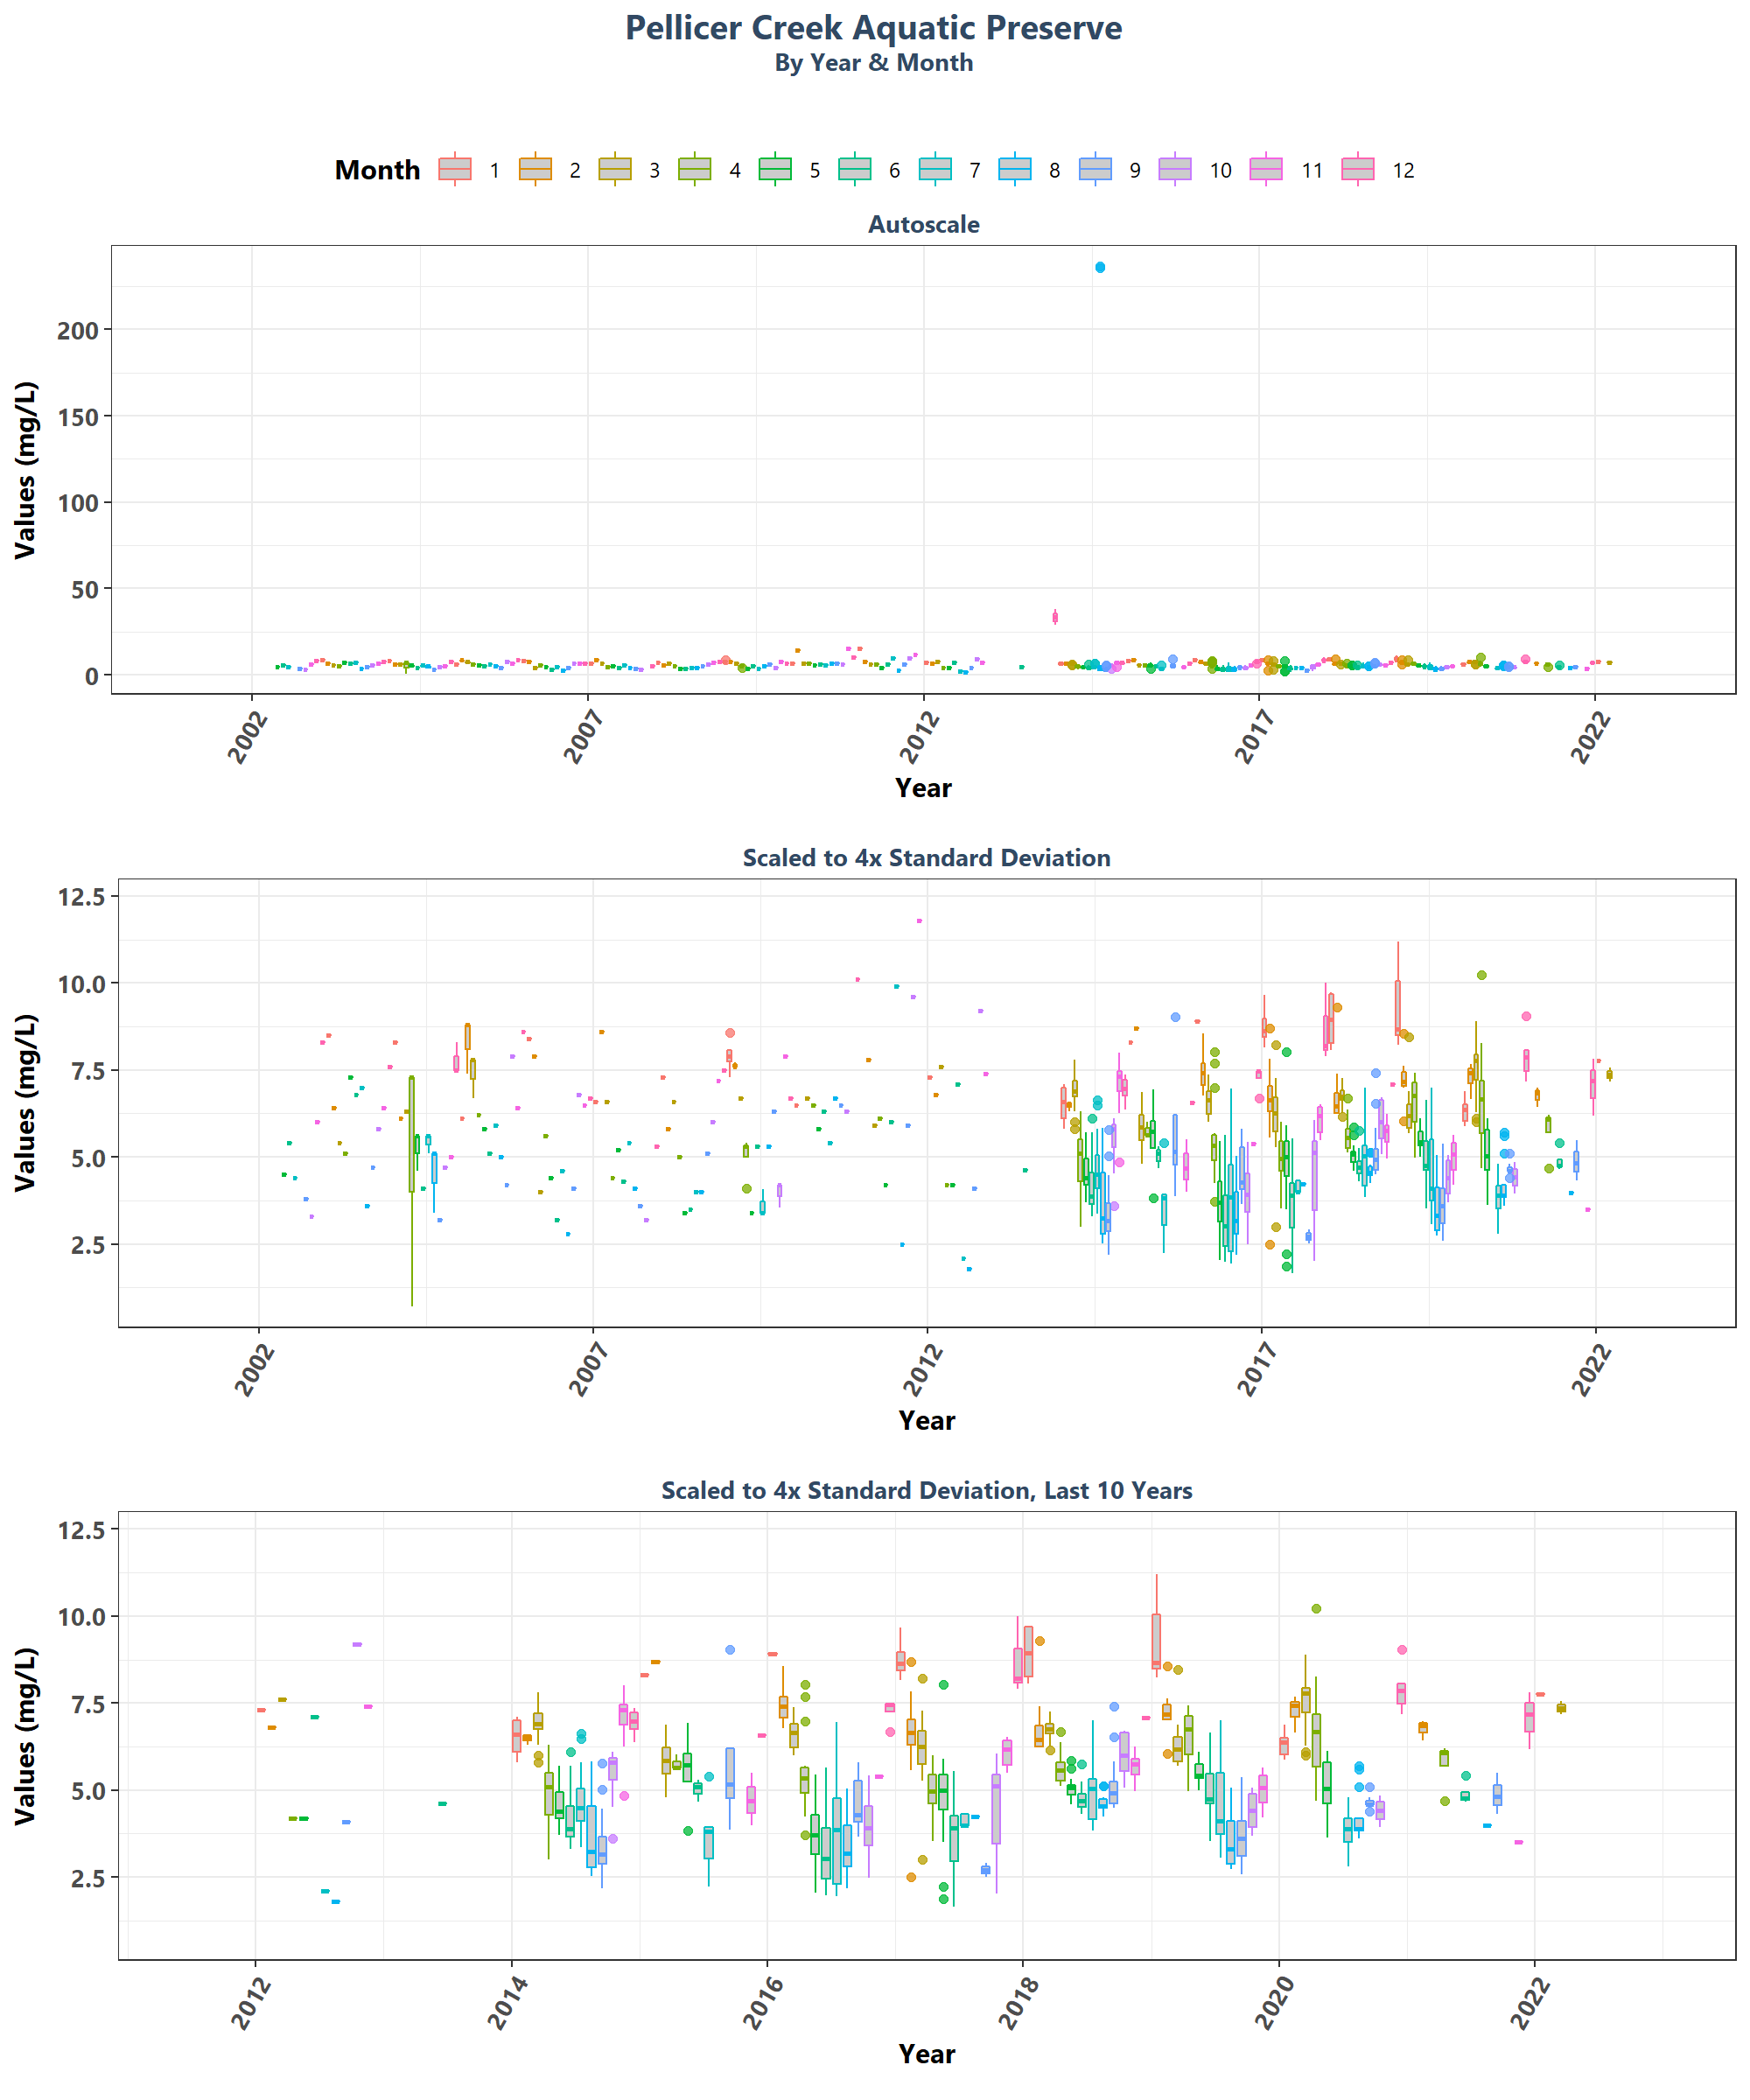 Pellicer Creek Aquatic Preserve
By Year & Month
Month 1 2 3 4 5 6 7 8 9 10 11 12
Autoscale
Values (mg/L)
200
150
100
50
0
2002 2007 2012 2017 2022
Year
Scaled to 4x Standard Deviation
Values (mg/L)
12.5
10.0
7.5
5.0
2.5
2002 2007 2012 2017 2022
Year
Scaled to 4x Standard Deviation, Last 10 Years
Values (mg/L)
12.5
10.0
7.5
5.0
2.5
2012 2014 2016 2018 2020 2022
Year